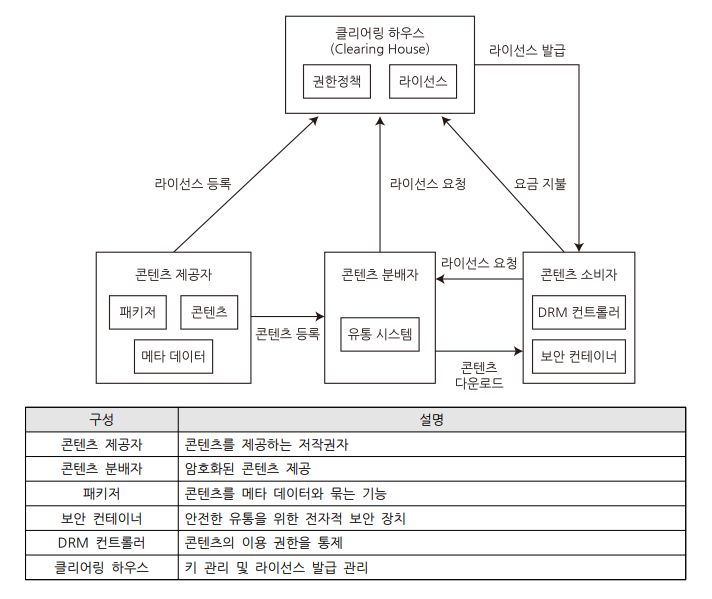 클리어링 하우스
(Clearing House)
권한정책
라이선스
라이선스 발급
라이선스 등록
라이선스 요청
요금 지불
콘텐츠 제공자
패키저
콘텐츠
메타 데이터
콘텐츠 등록
콘텐츠 분배자
유통 시스템
라이선스 요청
콘텐츠
다운로드
콘텐츠 소비자
DRM 컨트롤러
보안 컨테이너
구성 설명
콘텐츠 제공자 콘텐츠를 제공하는 저작권자
콘텐츠 분배자 암호화된 콘텐츠 제공
패키저 콘텐츠를 메타 데이터와 묶는 기능
보안 컨테이너 안전한 유통을 위한 전자적 보안 장치
DRM 컨트롤러 콘텐츠의 이용 권한을 통제
클리어링 하우스 키 관리 및 라이선스 발급 관리